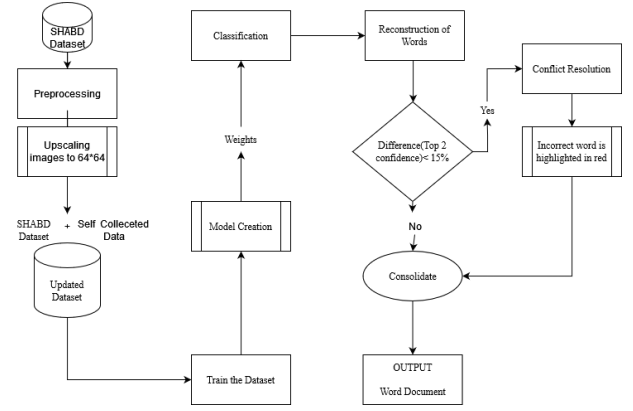 SHABD
Dataset
Preprocessing
Upscaling
images to 64*64
SHABD + Self Colleceted
Dataset Data
Updated
Dataset
Train the Dataset
Model Creation
Weights
Classification
Reconstruction of
Words
Difference(Top 2
confidence)< 15%
Yes
Conflict Resolution
Incorrect word is
highlighted in red
No
Consolidate
OUTPUT
Word Document